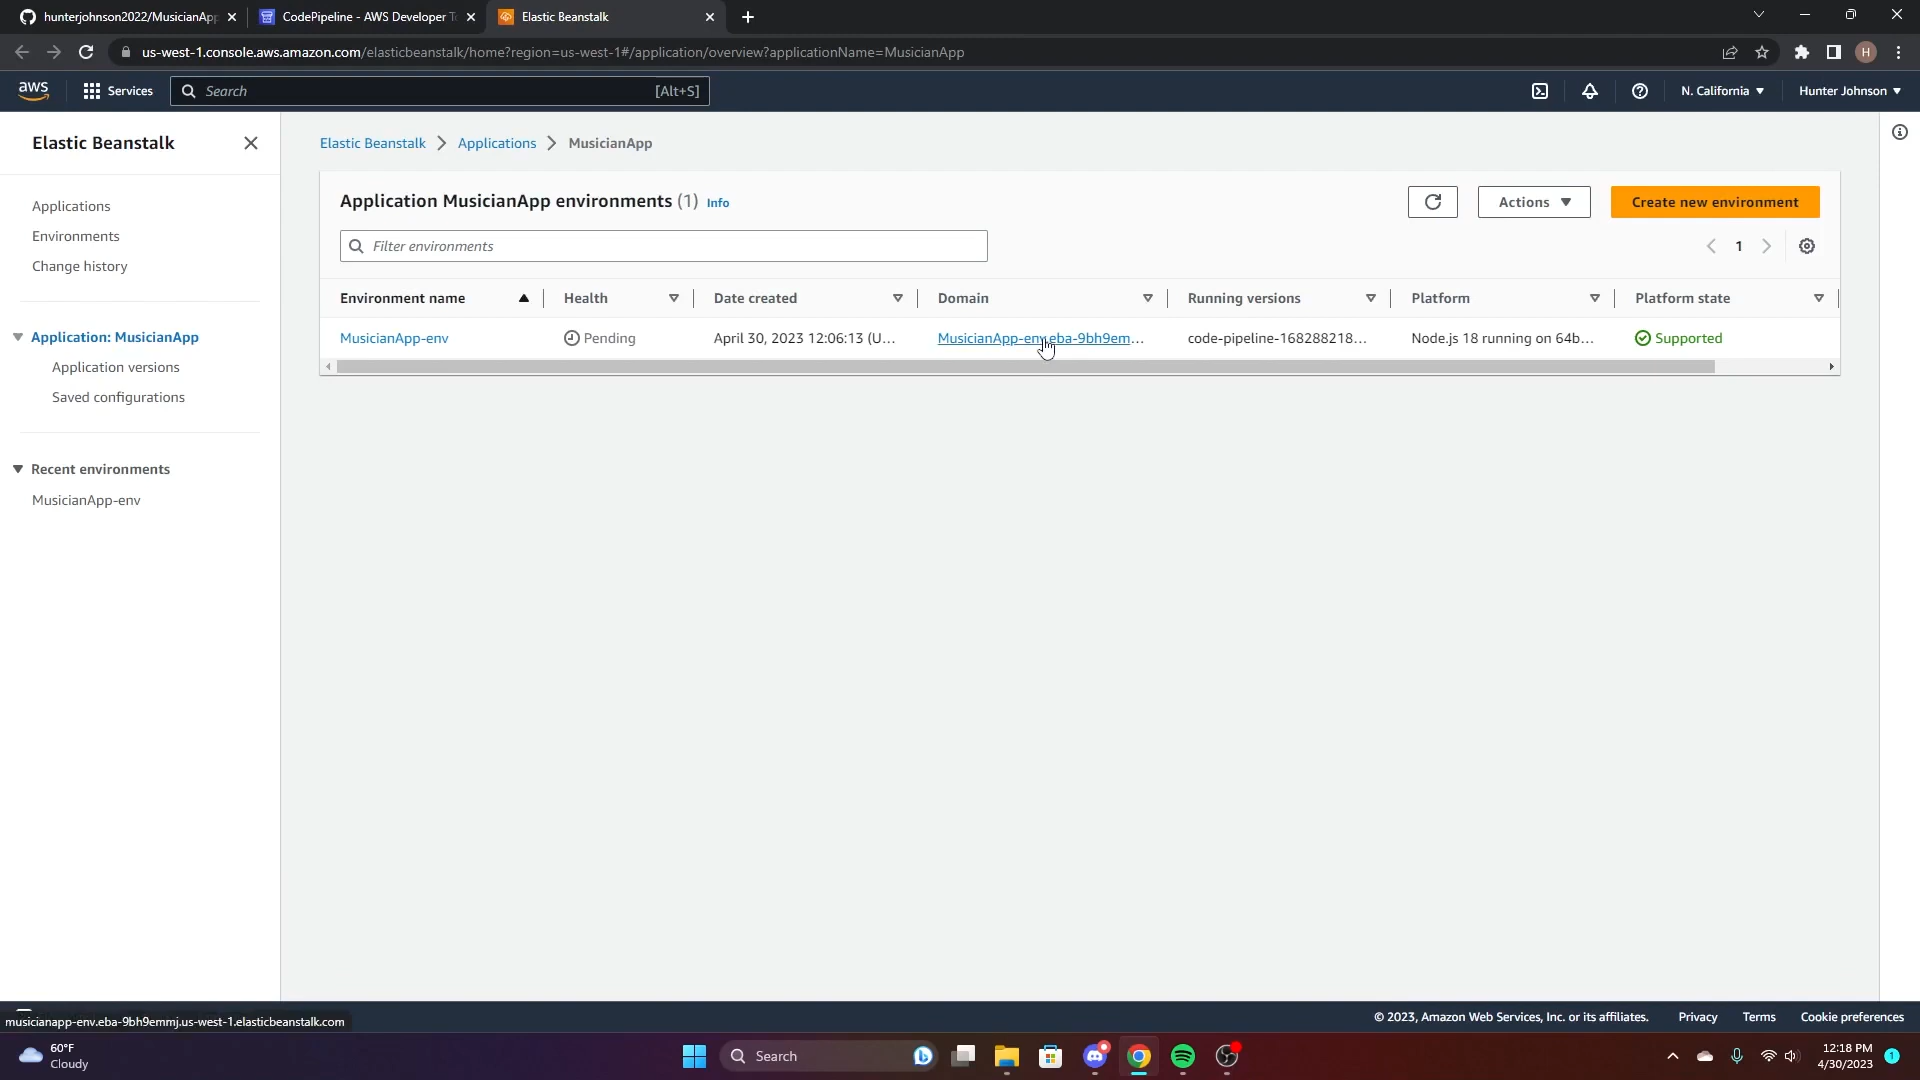 hunterjohnson2022/MusicianApp
CodePipeline - AWS Developer To
Elastic Beanstalk
us-west-1.console.aws.amazon.com/elasticbeanstalk/home?region=us-west-1#/application/overview?applicationName=MusicianApp
H
aws
Services
Search
[Alt+S]
N. California
Hunter Johnson
Elastic Beanstalk
Applications
Environments
Change history
Application: MusicianApp
Application versions
Saved configurations
Recent environments
MusicianApp-env
Elastic Beanstalk
Applications
MusicianApp
Application MusicianApp environments (1) Info
Actions
Create new environment
Filter environments
1
Environment name
Health
Date created
Domain
Running versions
Platform
Platform state
MusicianApp-env
Pending
April 30, 2023 12:06:13 (U...
MusicianApp-env.eba-9bh9em...
code-pipeline-168288218...
Node.js 18 running on 64b...
Supported
musicianapp-env.eba-9bh9emmj.us-west-1.elasticbeanstalk.com
© 2023, Amazon Web Services, Inc. or its affiliates.
Privacy
Terms
Cookie preferences
60°F
Cloudy
Search
12:18 PM
4/30/2023
1